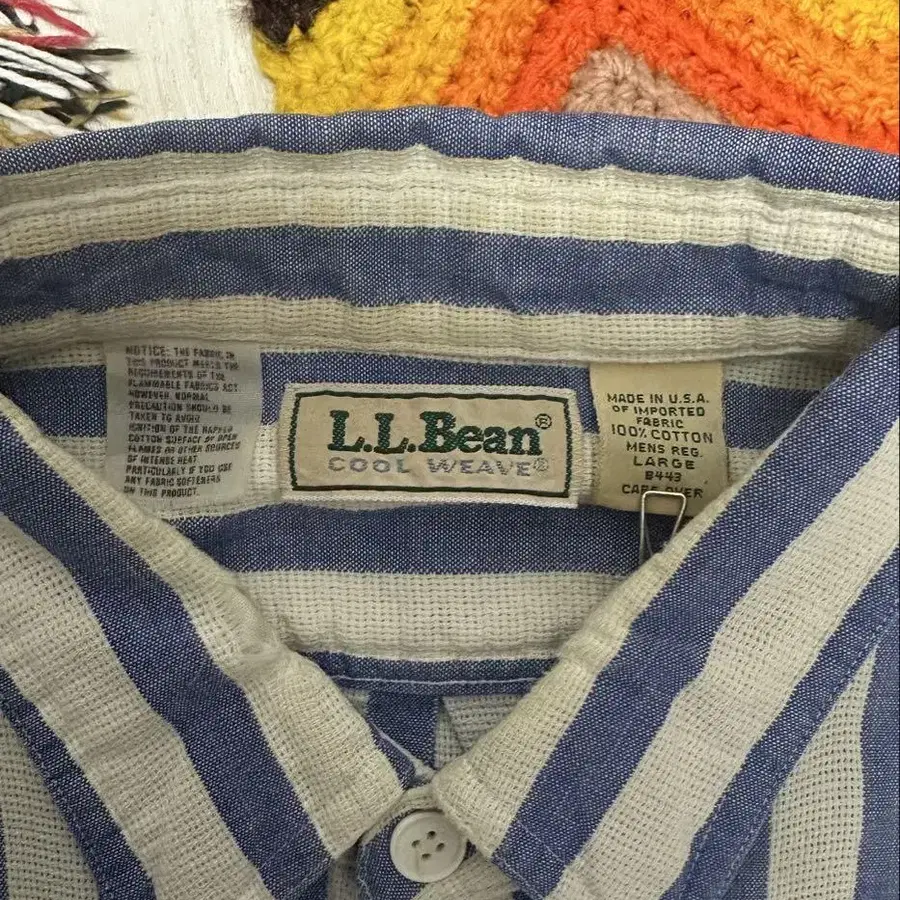 NOTICE: THE FABRIC IN
THIS PRODUCT MEETS THE
REQUIREMENTS OF THE
FLAMMABLE FABRICS ACT.
HOWEVER, NORMAL
PRECAUTION SHOULD BE
TAKEN TO AVOID
IGNITION OF THE NAPPED
COTTON SURFACE BY OPEN
FLAMES OR OTHER SOURCES
OF INTENSE HEAT,
PARTICULARLY IF YOU USE
ANY FABRIC SOFTENERS
ON THIS PRODUCT.
L.L.Bean®
COOL WEAVE®
MADE IN U.S.A.
OF IMPORTED
FABRIC
100% COTTON
MENS REG.
LARGE
B443
CARE OVER